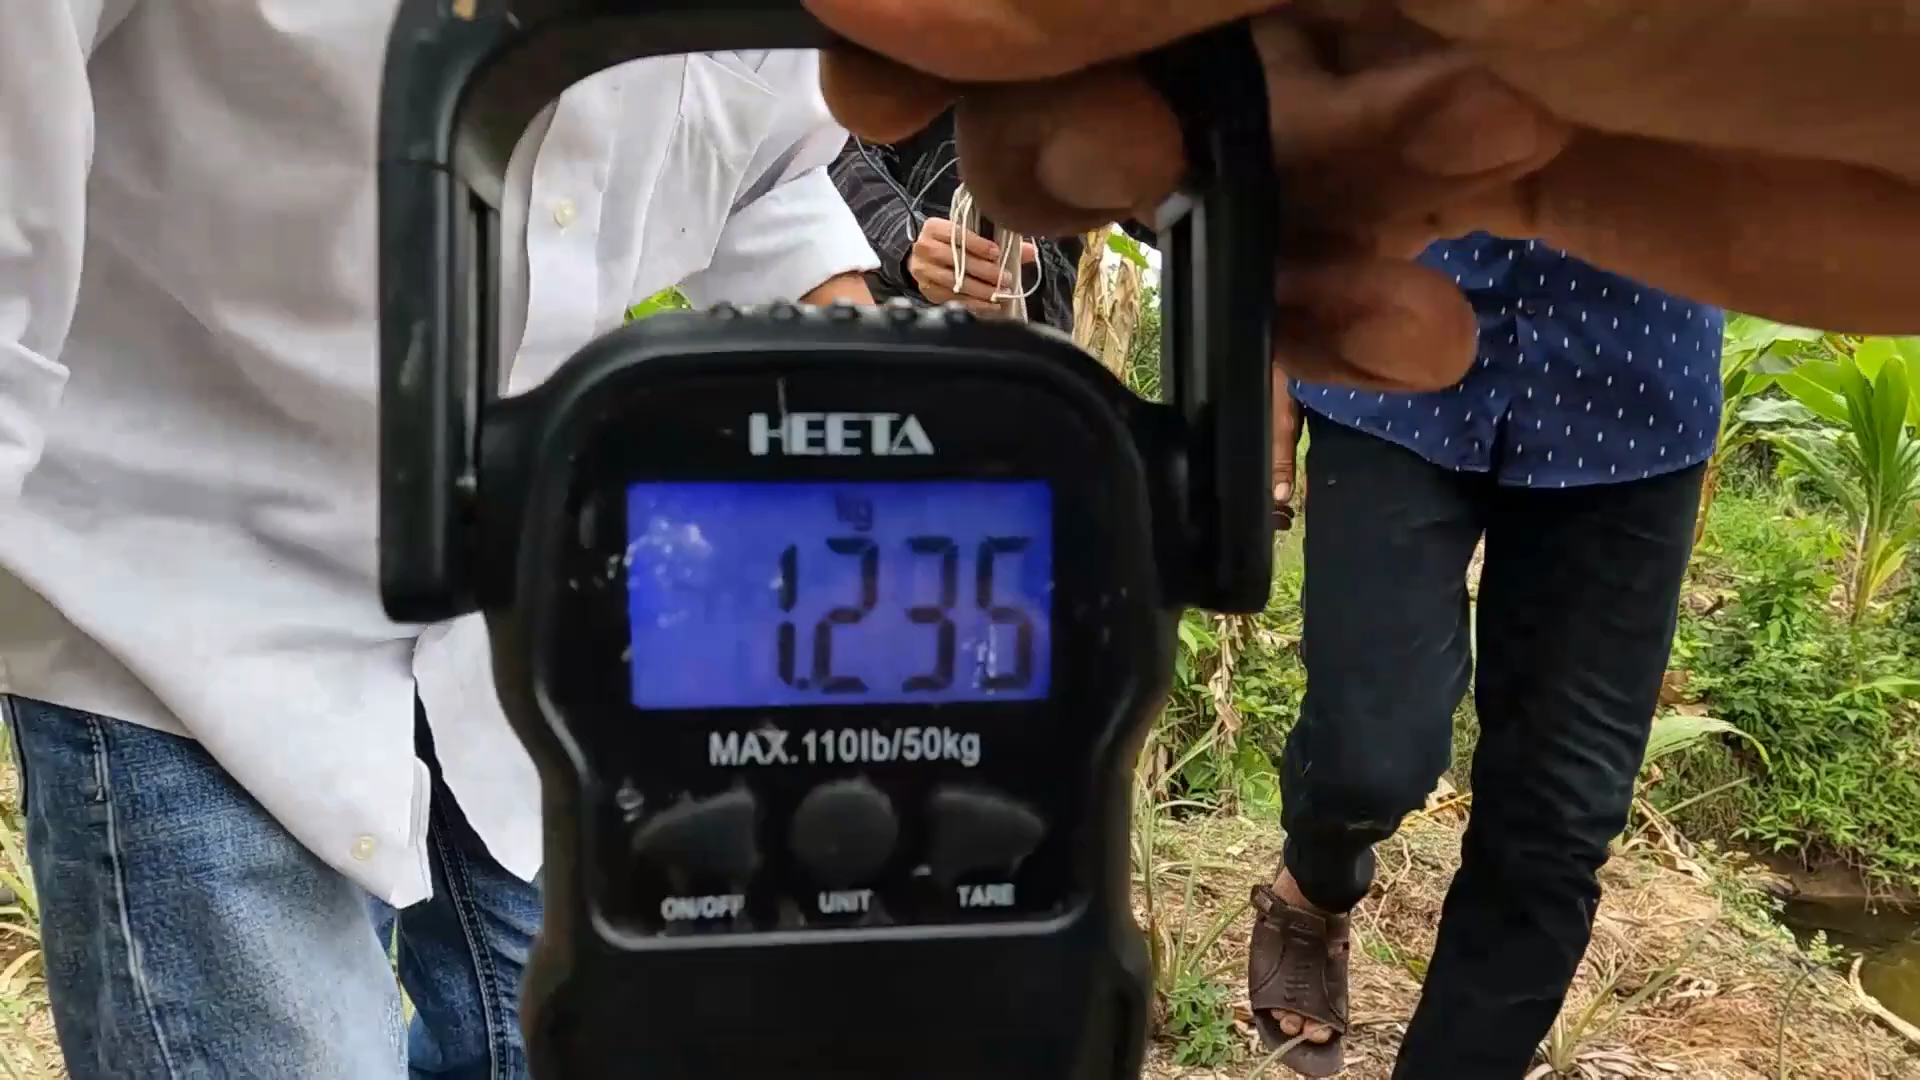 HEETA
kg
1.235
MAX.110lb/50kg
ON/OFF UNIT TARE